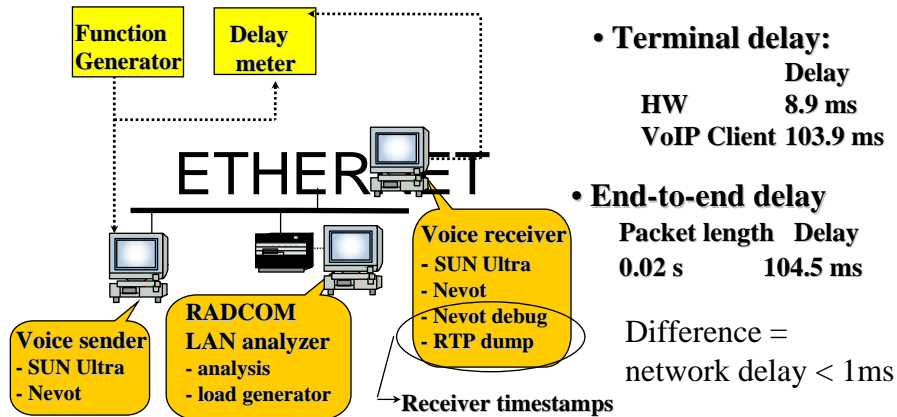 Function
Generator
Delay
meter
ETHERNET
Voice sender
- SUN Ultra
- Nevot
RADCOM
LAN analyzer
- analysis
- load generator
Voice receiver
- SUN Ultra
- Nevot
- Nevot debug
- RTP dump
Receiver timestamps
• Terminal delay:
Delay
HW 8.9 ms
VoIP Client 103.9 ms
• End-to-end delay
Packet length Delay
0.02 s 104.5 ms
Difference =
network delay < 1ms